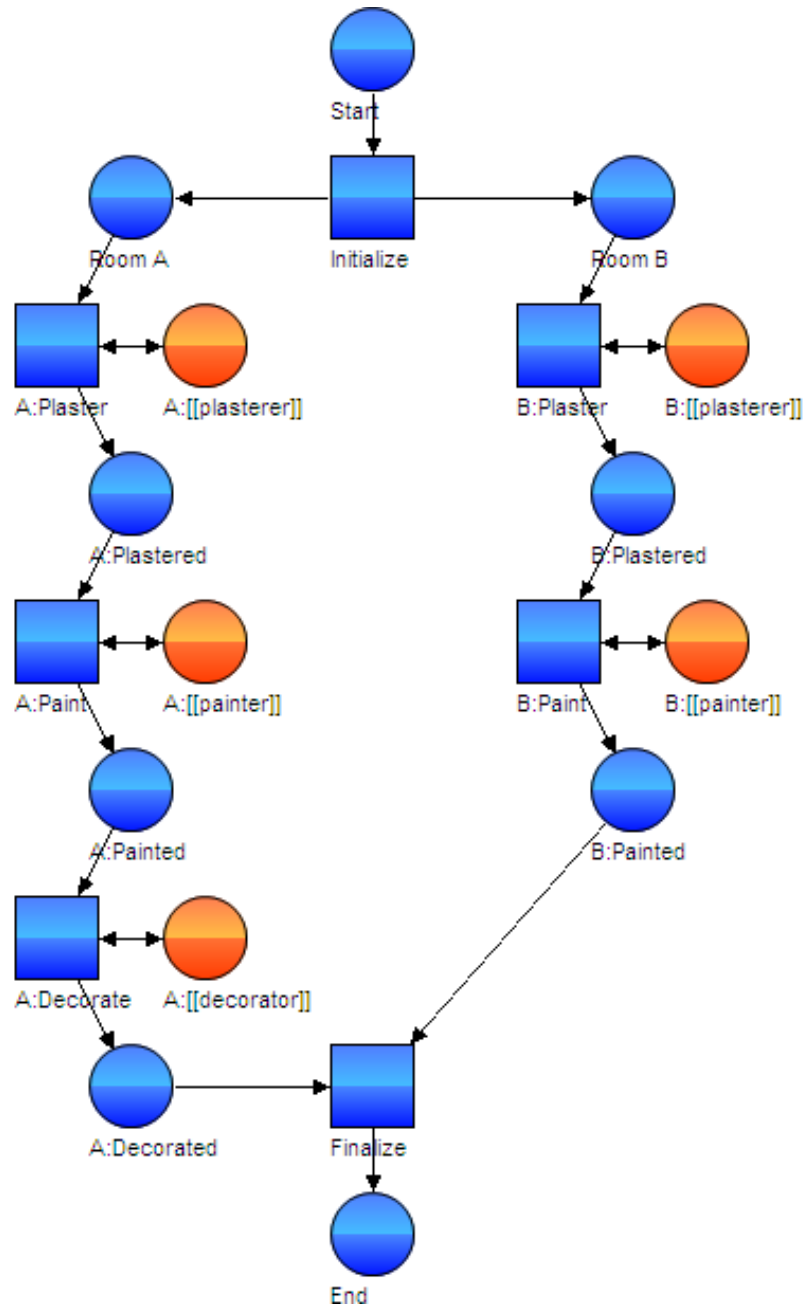 Start
Room A
Initialize
Room B
A:Plaster
A:[[plasterer]]
B:Plaster
B:[[plasterer]]
A:Plastered
B:Plastered
A:Paint
A:[[painter]]
B:Paint
B:[[painter]]
A:Painted
B:Painted
A:Decorate
A:[[decorator]]
A:Decorated
Finalize
End